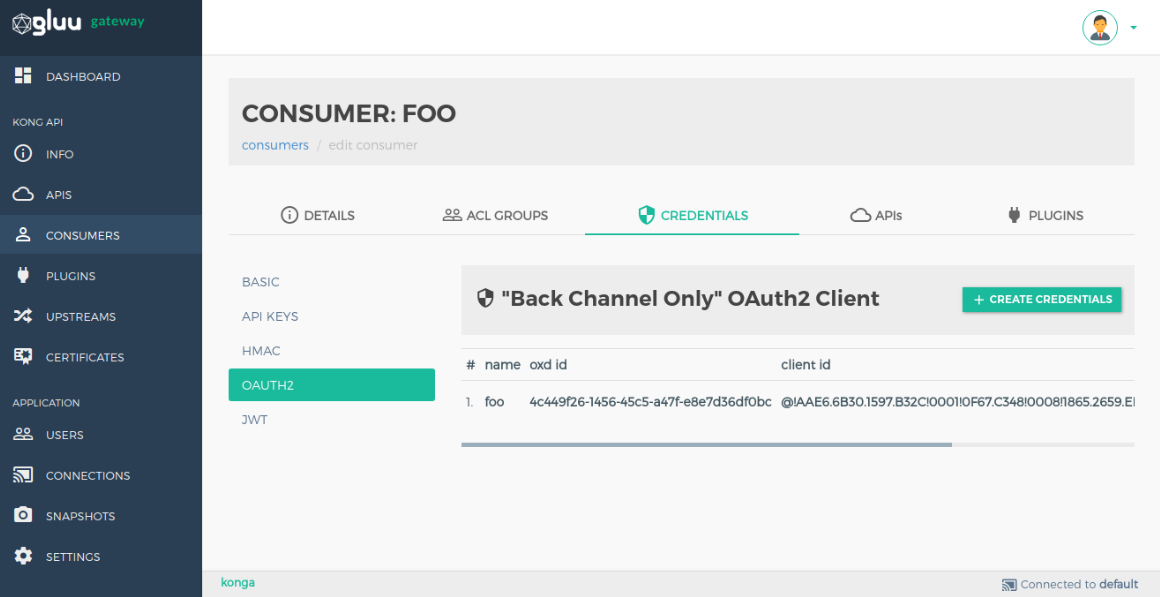 gluu gateway
DASHBOARD
KONG API
INFO
APIS
CONSUMERS
PLUGINS
UPSTREAMS
CERTIFICATES
APPLICATION
USERS
CONNECTIONS
SNAPSHOTS
SETTINGS
CONSUMER: FOO
consumers / edit consumer
DETAILS ACL GROUPS CREDENTIALS APIs PLUGINS
BASIC
API KEYS
HMAC
OAUTH2
JWT
"Back Channel Only" OAuth2 Client
+ CREATE CREDENTIALS
# name oxd id client id
1. foo 4c449f26-1456-45c5-a47f-e8e7d36df0bc @!AAE6.6B30.1597.B32C!0001!0F67.C348!0008!1865.2659.E
konga
Connected to default